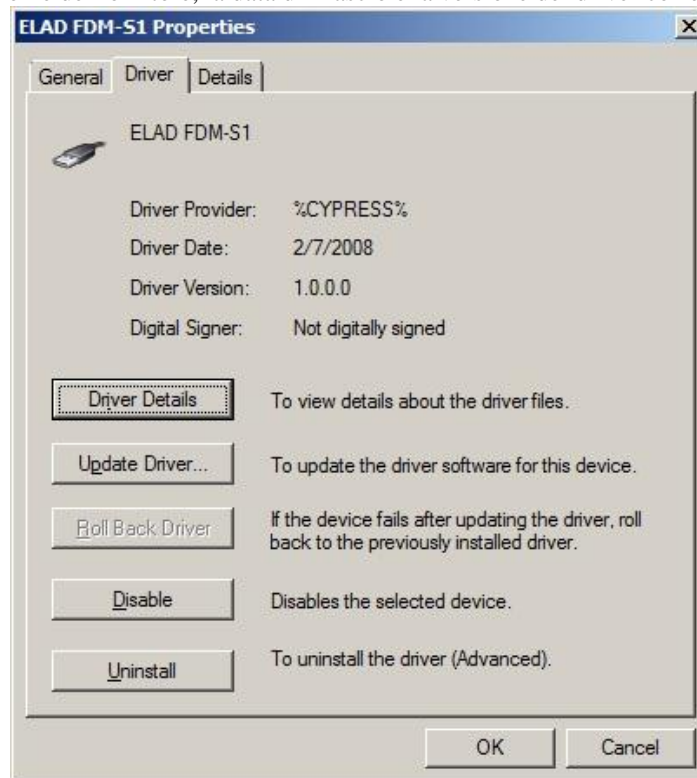 ELAD FDM-S1 Properties
General Driver Details
ELAD FDM-S1
Driver Provider: %CYPRESS%
Driver Date: 2/7/2008
Driver Version: 1.0.0.0
Digital Signer: Not digitally signed
Driver Details To view details about the driver files.
Update Driver... To update the driver software for this device.
Roll Back Driver If the device fails after updating the driver, roll
back to the previously installed driver.
Disable Disables the selected device.
Uninstall To uninstall the driver (Advanced).
OK Cancel